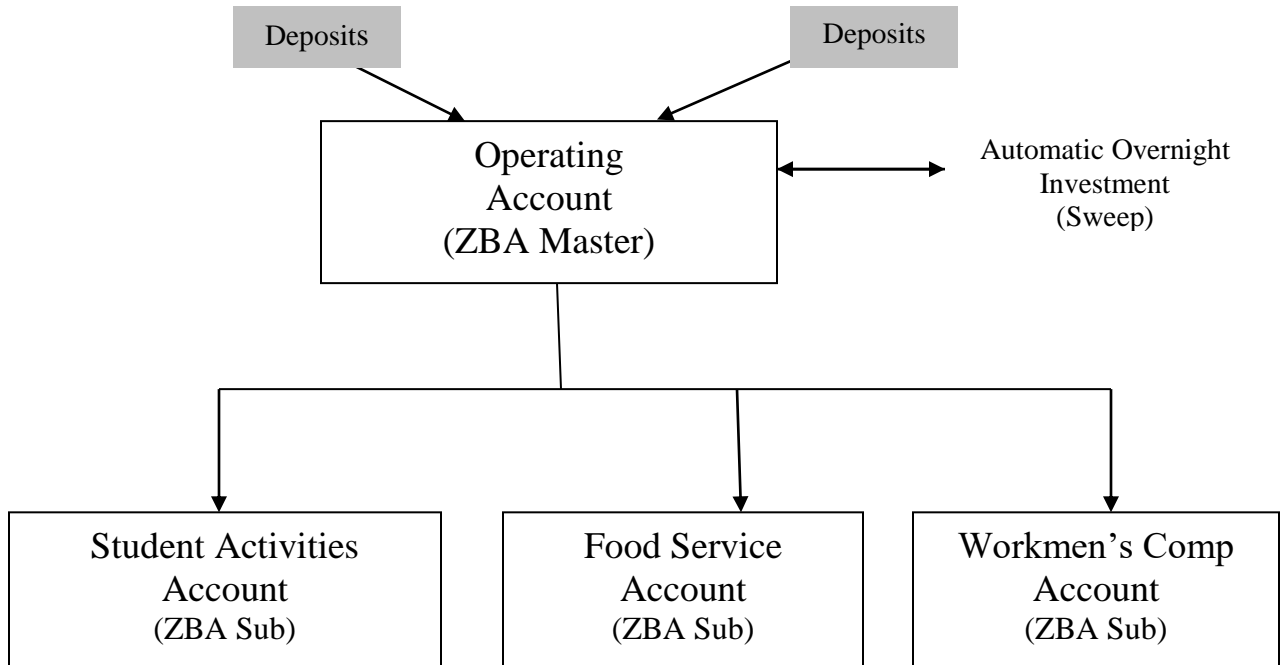 Deposits
Deposits
Operating
Account
(ZBA Master)
Automatic Overnight
Investment
(Sweep)
Student Activities
Account
(ZBA Sub)
Food Service
Account
(ZBA Sub)
Workmen’s Comp
Account
(ZBA Sub)